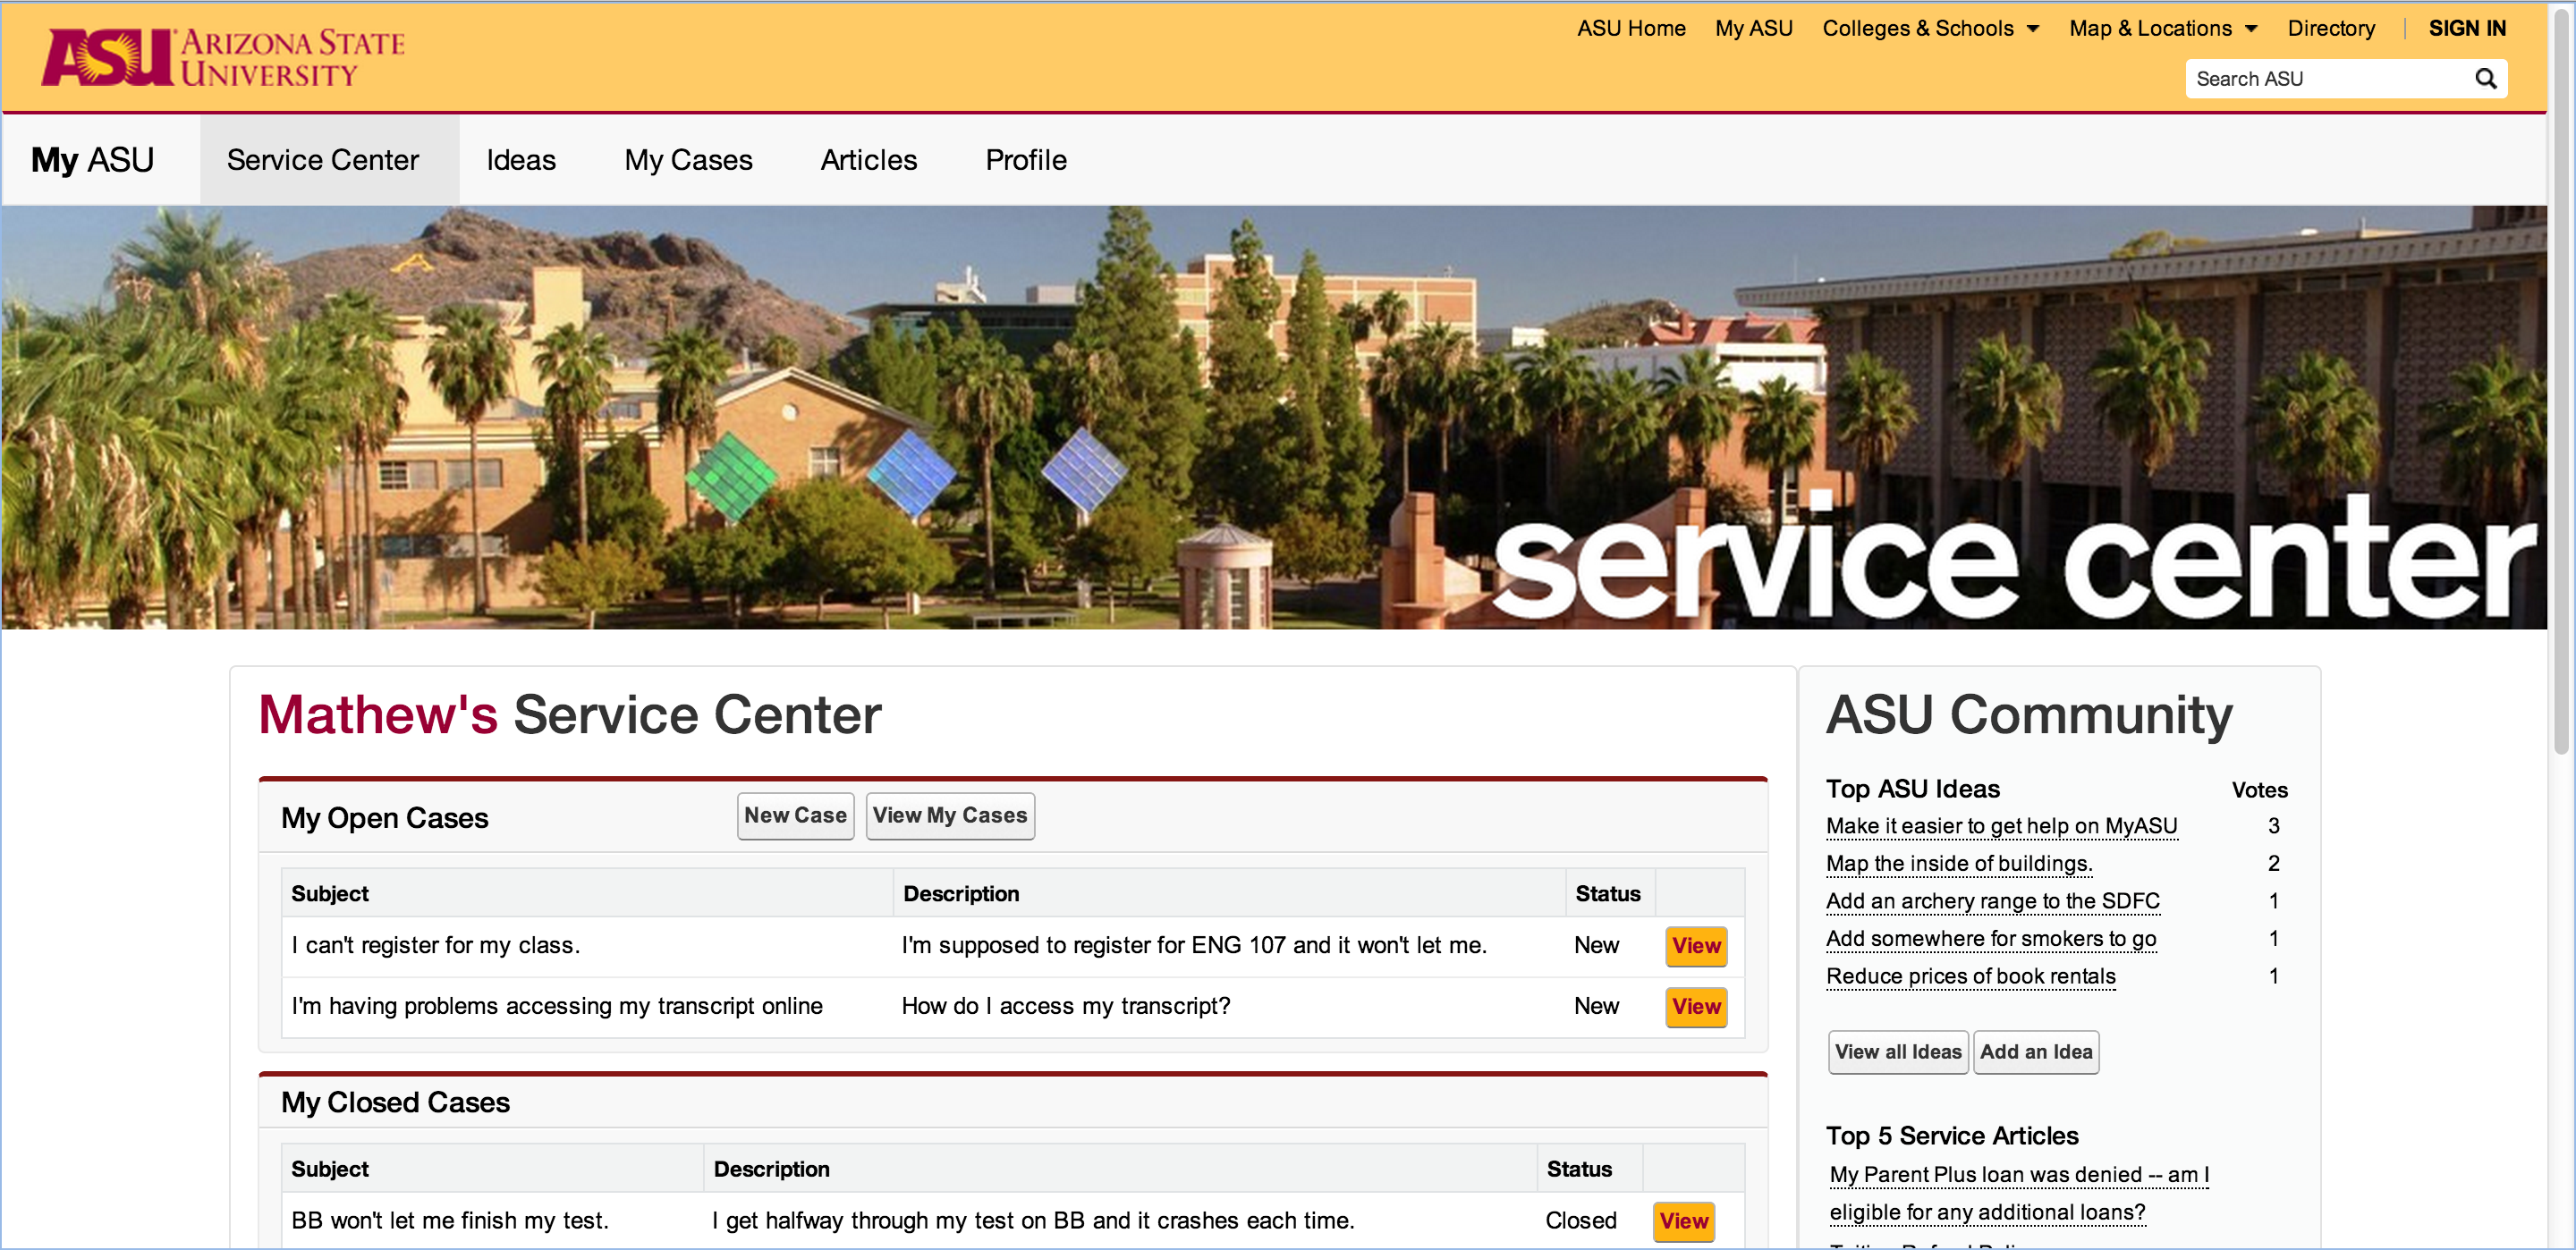 ASU ARIZONA STATE
UNIVERSITY
ASU Home My ASU Colleges & Schools Map & Locations Directory SIGN IN
Search ASU
My ASU Service Center Ideas My Cases Articles Profile
service center
Mathew's Service Center
My Open Cases New Case View My Cases
Subject Description Status
I can't register for my class. I'm supposed to register for ENG 107 and it won't let me. New View
I'm having problems accessing my transcript online How do I access my transcript? New View
My Closed Cases
Subject Description Status
BB won't let me finish my test. I get halfway through my test on BB and it crashes each time. Closed View
ASU Community
Top ASU Ideas Votes
Make it easier to get help on MyASU 3
Map the inside of buildings. 2
Add an archery range to the SDFC 1
Add somewhere for smokers to go 1
Reduce prices of book rentals 1
View all Ideas Add an Idea
Top 5 Service Articles
My Parent Plus loan was denied -- am I
eligible for any additional loans?